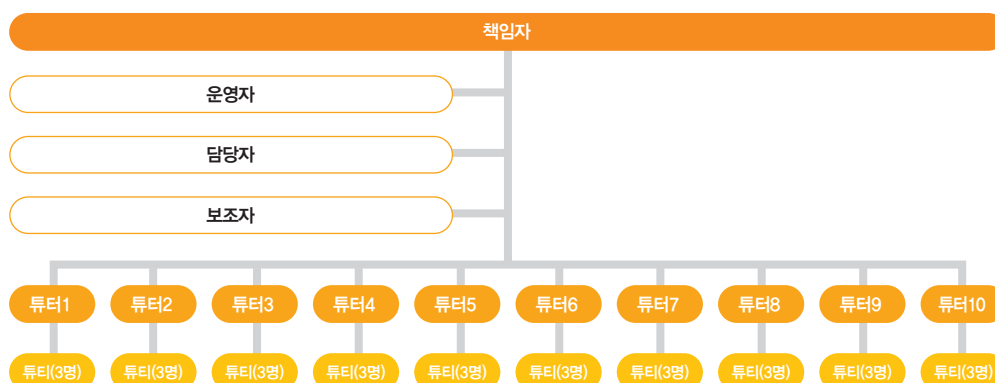 책임자
운영자
담당자
보조자
튜터1 튜터2 튜터3 튜터4 튜터5 튜터6 튜터7 튜터8 튜터9 튜터10
튜티(3명) 튜티(3명) 튜티(3명) 튜티(3명) 튜티(3명) 튜티(3명) 튜티(3명) 튜티(3명) 튜티(3명) 튜티(3명)